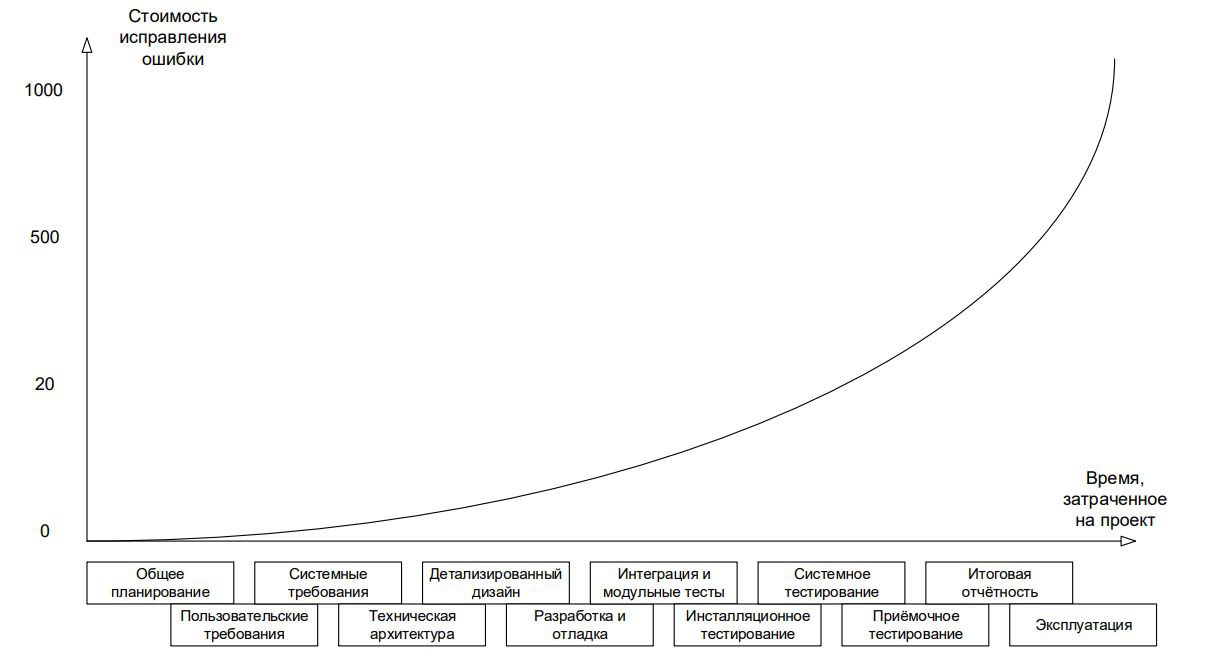 Стоимость
исправления
ошибки
1000
500
20
0
Время,
затраченное
на проект
Общее
планирование
Системные
требования
Детализированный
дизайн
Интеграция и
модульные тесты
Системное
тестирование
Итоговая
отчётность
Пользовательские
требования
Техническая
архитектура
Разработка и
отладка
Инсталляционное
тестирование
Приёмочное
тестирование
Эксплуатация